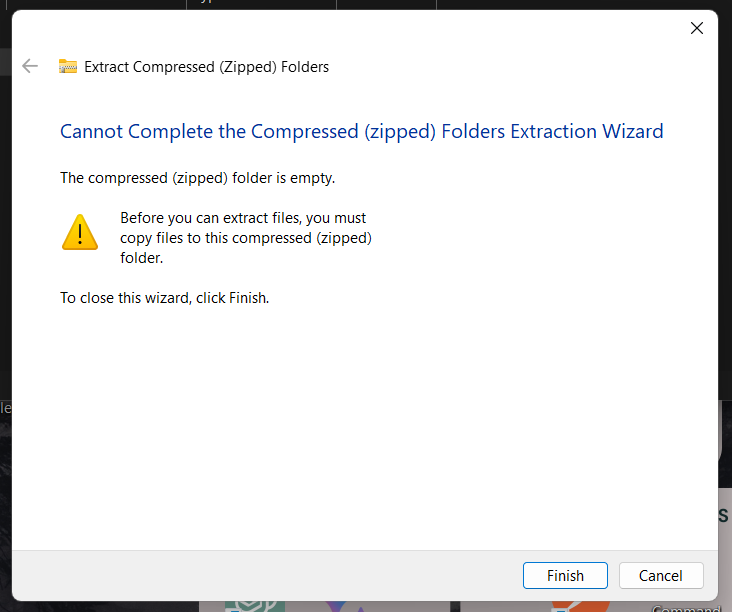 Extract Compressed (Zipped) Folders
Cannot Complete the Compressed (zipped) Folders Extraction Wizard
The compressed (zipped) folder is empty.
Before you can extract files, you must
copy files to this compressed (zipped)
folder.
To close this wizard, click Finish.
le
S
Finish
Cancel
Command